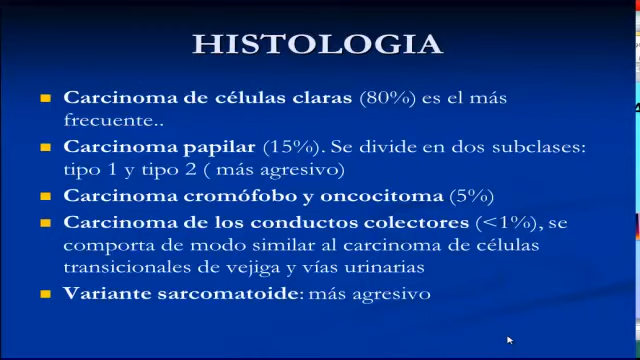 HISTOLOGIA
Carcinoma de células claras (80%) es el más
frecuente..
Carcinoma papilar (15%). Se divide en dos subclases:
tipo 1 y tipo 2 ( más agresivo)
Carcinoma cromófobo y oncocitoma (5%)
Carcinoma de los conductos colectores (<1%), se
comporta de modo similar al carcinoma de células
transicionales de vejiga y vías urinarias
Variante sarcomatoide: más agresivo